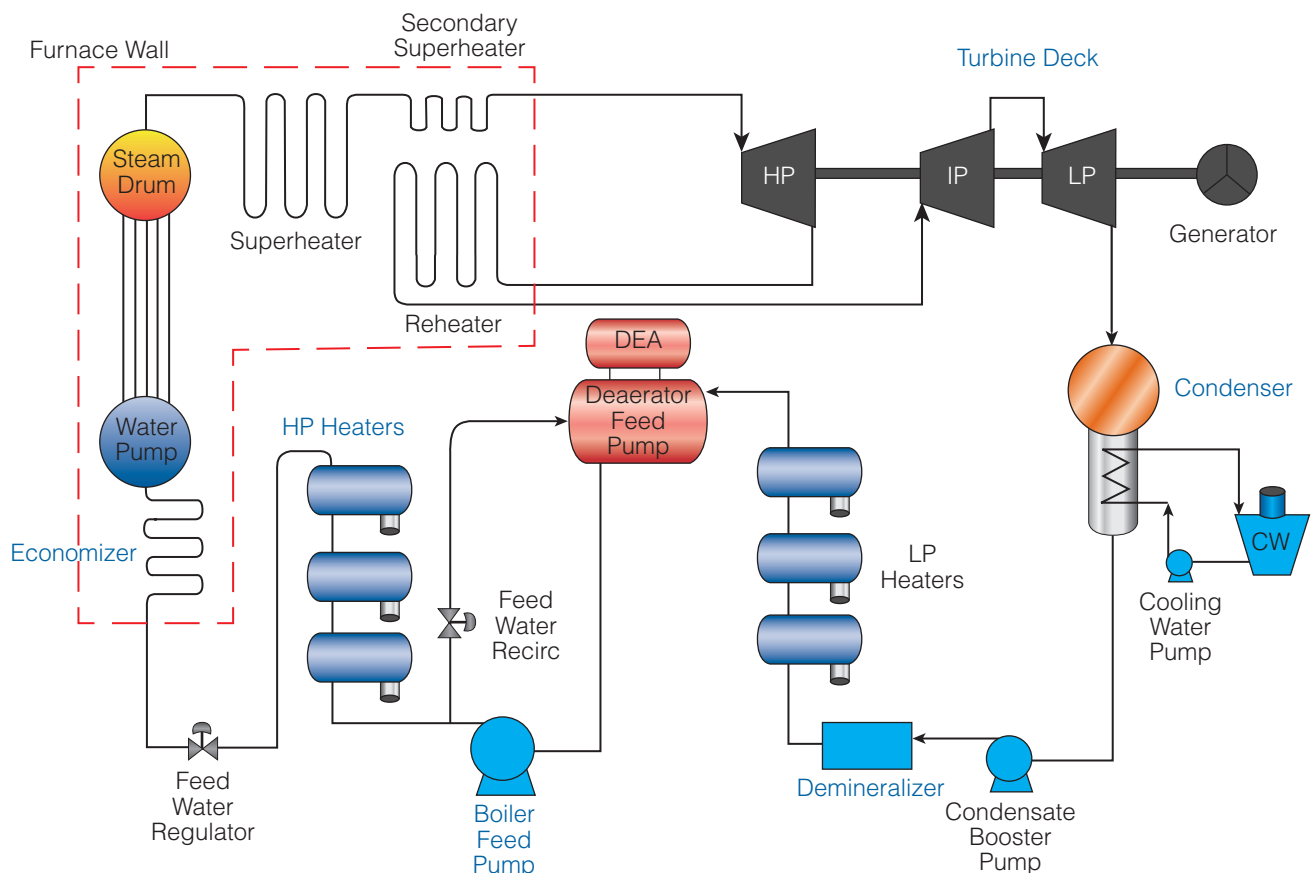 Secondary
Superheater
Furnace Wall
Turbine Deck
Steam
Drum
HP
IP
LP
Superheater
Generator
Reheater
DEA
Deaerator
Feed
Pump
Condenser
Water
Pump
HP Heaters
Economizer
LP
Heaters
CW
Feed
Water
Recirc
Cooling
Water
Pump
Feed
Water
Regulator
Boiler
Feed
Pump
Demineralizer
Condensate
Booster
Pump